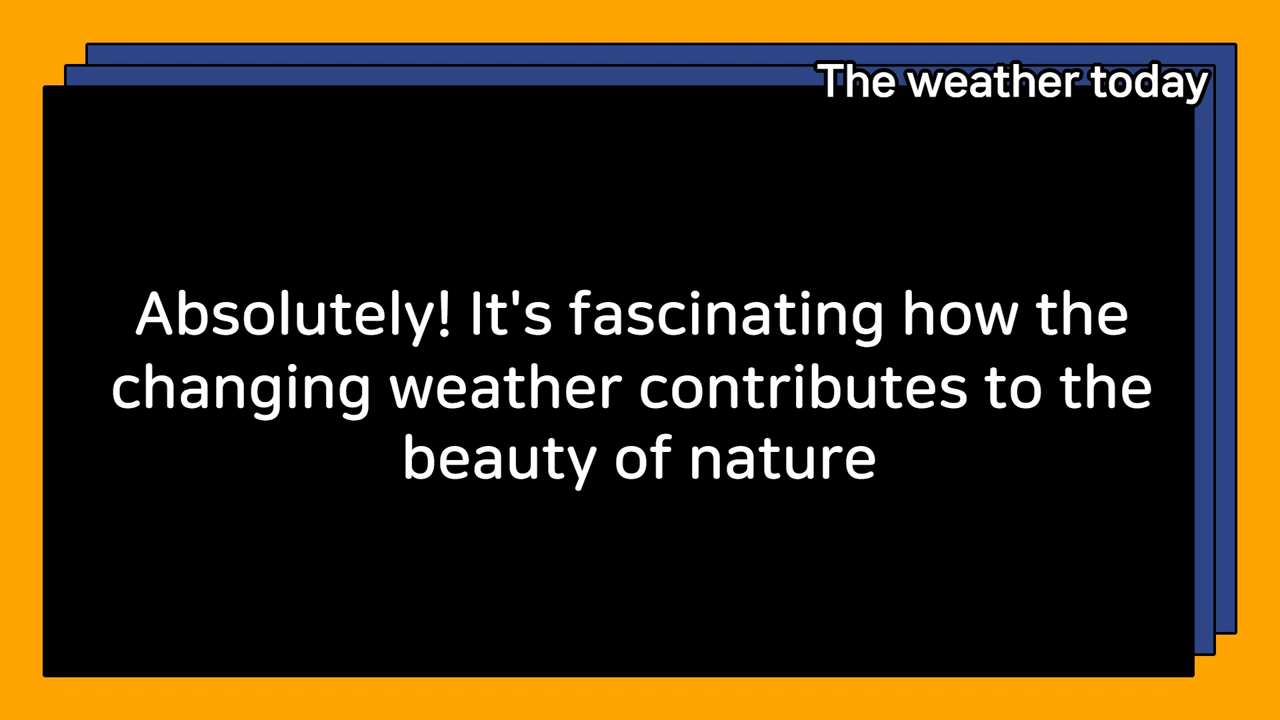 The weather today
Absolutely! It's fascinating how the
changing weather contributes to the
beauty of nature